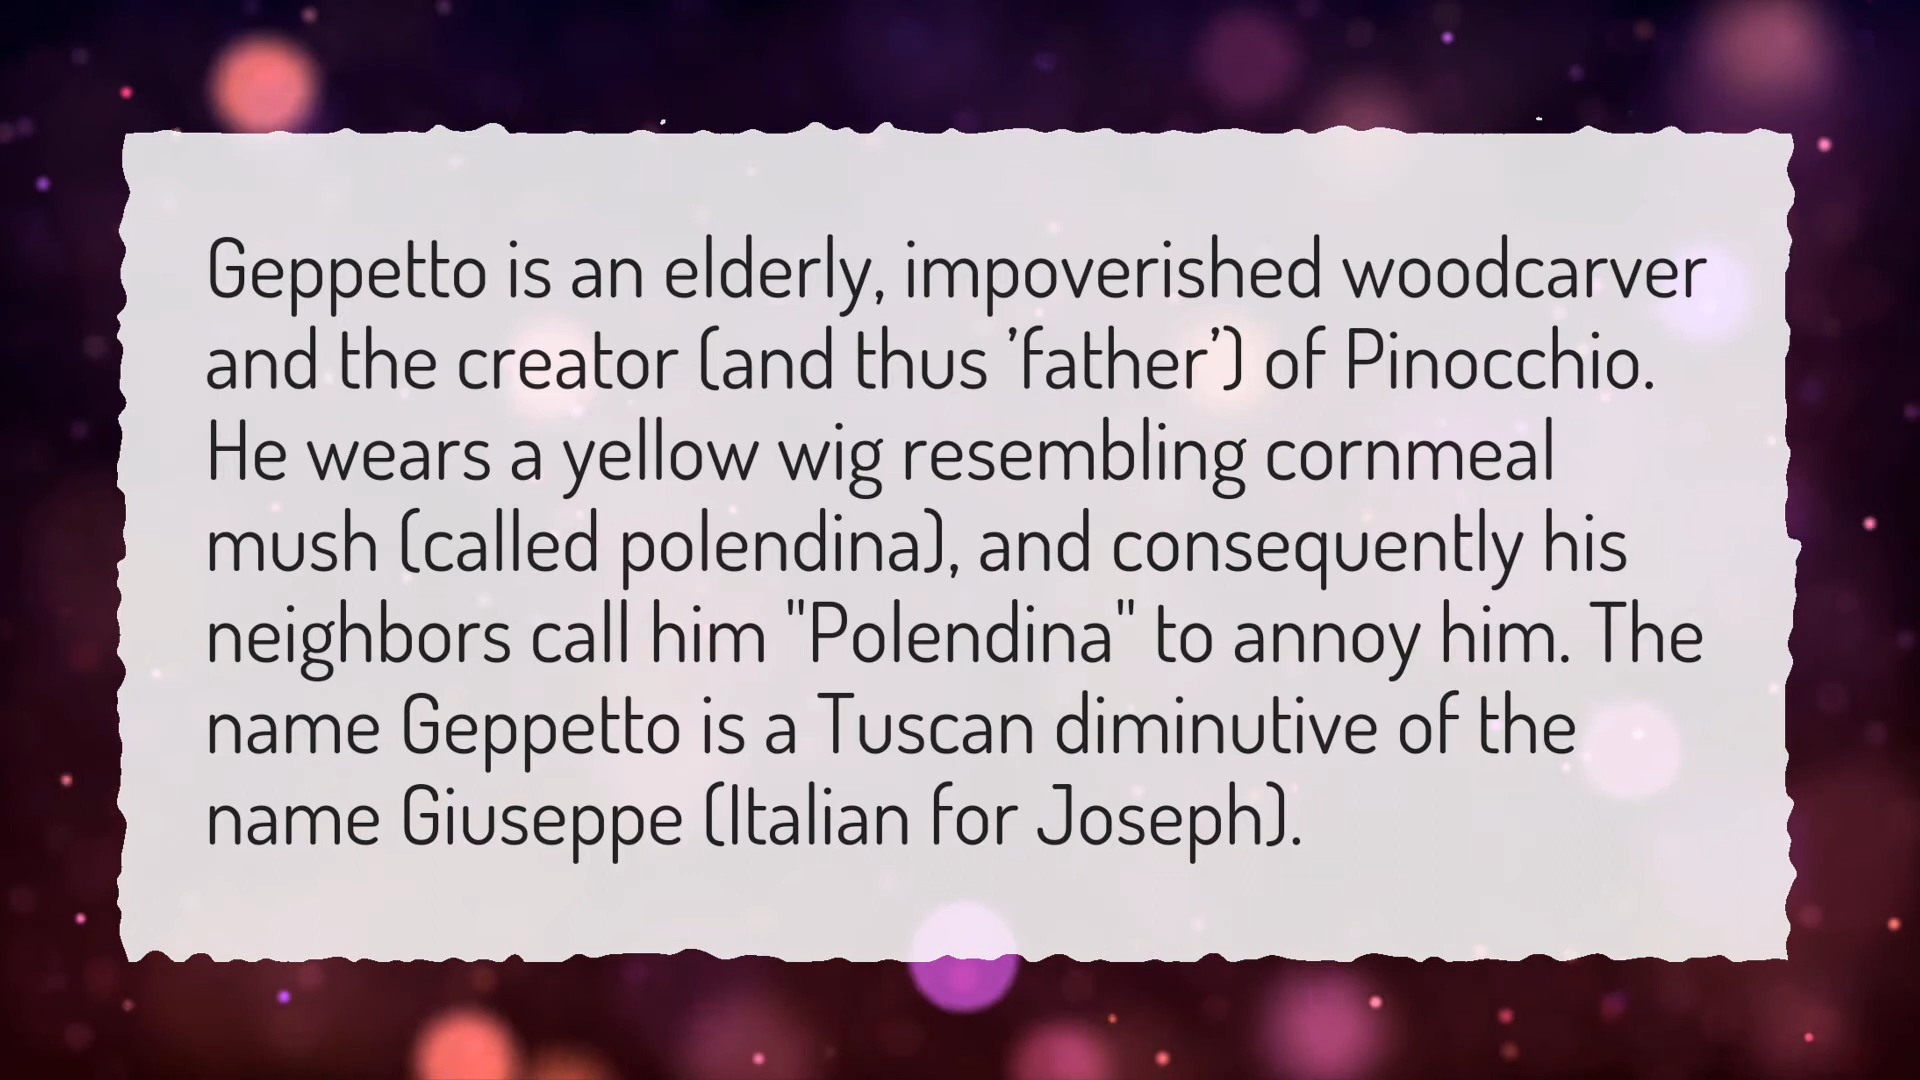 Geppetto is an elderly, impoverished woodcarver
and the creator (and thus ’father’) of Pinocchio.
He wears a yellow wig resembling cornmeal
mush (called polendina), and consequently his
neighbors call him "Polendina" to annoy him. The
name Geppetto is a Tuscan diminutive of the
name Giuseppe (Italian for Joseph).